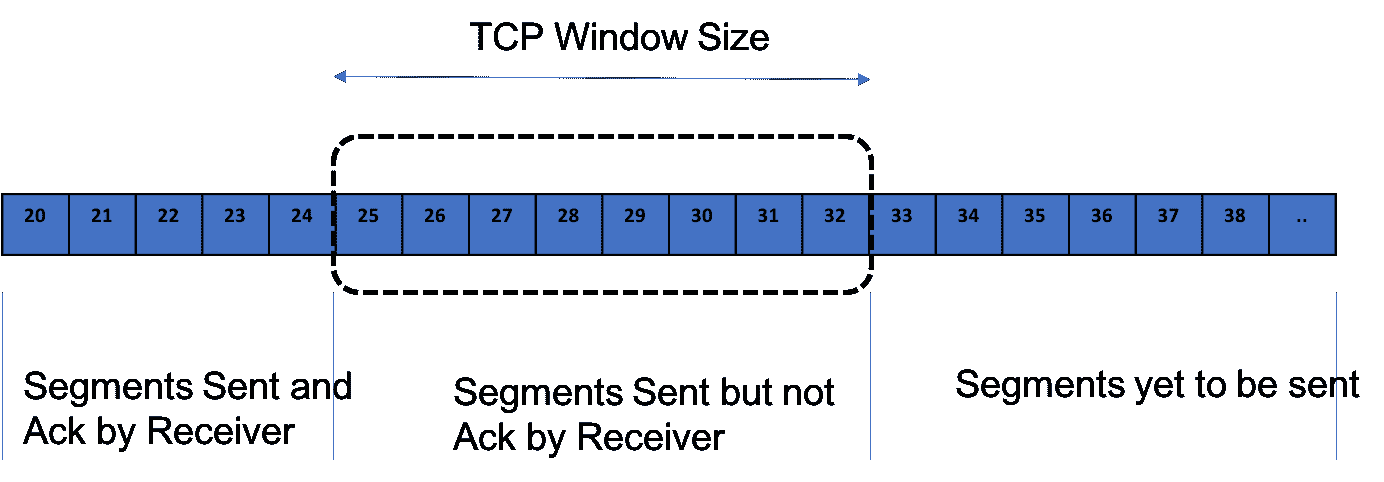 TCP Window Size
20 21 22 23 24 25 26 27 28 29 30 31 32 33 34 35 36 37 38 ..
Segments Sent and
Ack by Receiver
Segments Sent but not
Ack by Receiver
Segments yet to be sent